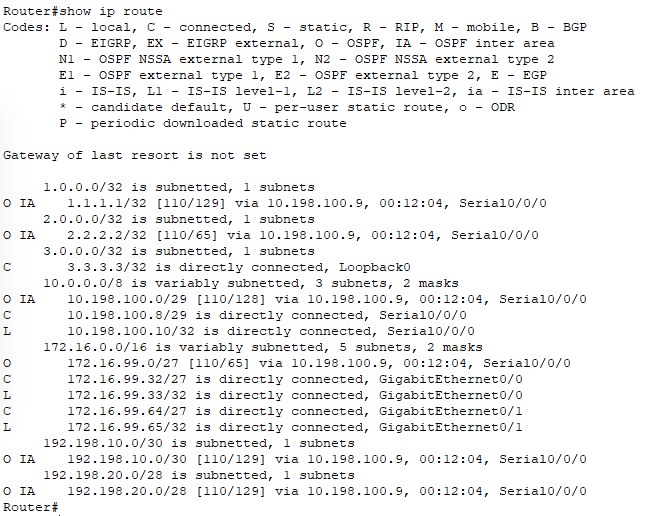 Router#show ip route
Codes: L - local, C - connected, S - static, R - RIP, M - mobile, B - BGP
D - EIGRP, EX - EIGRP external, O - OSPF, IA - OSPF inter area
N1 - OSPF NSSA external type 1, N2 - OSPF NSSA external type 2
E1 - OSPF external type 1, E2 - OSPF external type 2, E - EGP
i - IS-IS, L1 - IS-IS level-1, L2 - IS-IS level-2, ia - IS-IS inter area
* - candidate default, U - per-user static route, o - ODR
P - periodic downloaded static route
Gateway of last resort is not set
1.0.0.0/32 is subnetted, 1 subnets
O IA 1.1.1.1/32 [110/129] via 10.198.100.9, 00:12:04, Serial0/0/0
2.0.0.0/32 is subnetted, 1 subnets
O IA 2.2.2.2/32 [110/65] via 10.198.100.9, 00:12:04, Serial0/0/0
3.0.0.0/32 is subnetted, 1 subnets
C 3.3.3.3/32 is directly connected, Loopback0
10.0.0.0/8 is variably subnetted, 3 subnets, 2 masks
O IA 10.198.100.0/29 [110/128] via 10.198.100.9, 00:12:04, Serial0/0/0
C 10.198.100.8/29 is directly connected, Serial0/0/0
L 10.198.100.10/32 is directly connected, Serial0/0/0
172.16.0.0/16 is variably subnetted, 5 subnets, 2 masks
O 172.16.99.0/27 [110/65] via 10.198.100.9, 00:12:04, Serial0/0/0
C 172.16.99.32/27 is directly connected, GigabitEthernet0/0
L 172.16.99.33/32 is directly connected, GigabitEthernet0/0
C 172.16.99.64/27 is directly connected, GigabitEthernet0/1
L 172.16.99.65/32 is directly connected, GigabitEthernet0/1
192.198.10.0/30 is subnetted, 1 subnets
O IA 192.198.10.0/30 [110/129] via 10.198.100.9, 00:12:04, Serial0/0/0
192.198.20.0/28 is subnetted, 1 subnets
O IA 192.198.20.0/28 [110/129] via 10.198.100.9, 00:12:04, Serial0/0/0
Router#